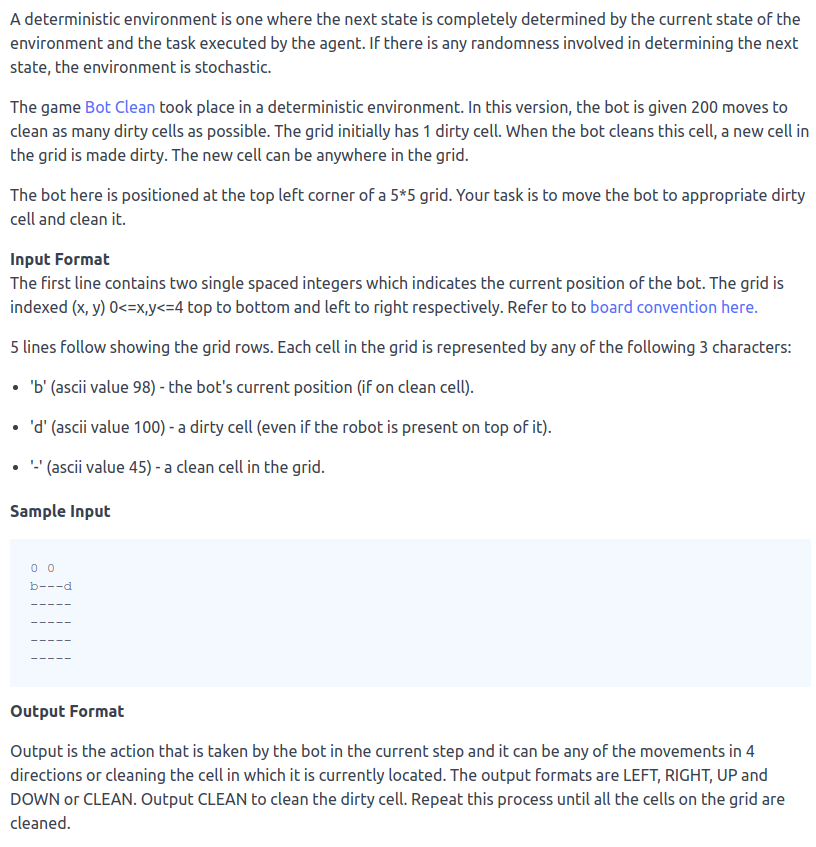 A deterministic environment is one where the next state is completely determined by the current state of the
environment and the task executed by the agent. If there is any randomness involved in determining the next
state, the environment is stochastic.
The game Bot Clean took place in a deterministic environment. In this version, the bot is given 200 moves to
clean as many dirty cells as possible. The grid initially has 1 dirty cell. When the bot cleans this cell, a new cell in
the grid is made dirty. The new cell can be anywhere in the grid.
The bot here is positioned at the top left corner of a 5*5 grid. Your task is to move the bot to appropriate dirty
cell and clean it.
Input Format
The first line contains two single spaced integers which indicates the current position of the bot. The grid is
indexed (x, y) 0<=x,y<=4 top to bottom and left to right respectively. Refer to to board convention here.
5 lines follow showing the grid rows. Each cell in the grid is represented by any of the following 3 characters:
• 'b' (ascii value 98) - the bot's current position (if on clean cell).
• 'd' (ascii value 100) - a dirty cell (even if the robot is present on top of it).
• '-' (ascii value 45) - a clean cell in the grid.
Sample Input
0 0
b---d
-----
-----
-----
-----
Output Format
Output is the action that is taken by the bot in the current step and it can be any of the movements in 4
directions or cleaning the cell in which it is currently located. The output formats are LEFT, RIGHT, UP and
DOWN or CLEAN. Output CLEAN to clean the dirty cell. Repeat this process until all the cells on the grid are
cleaned.